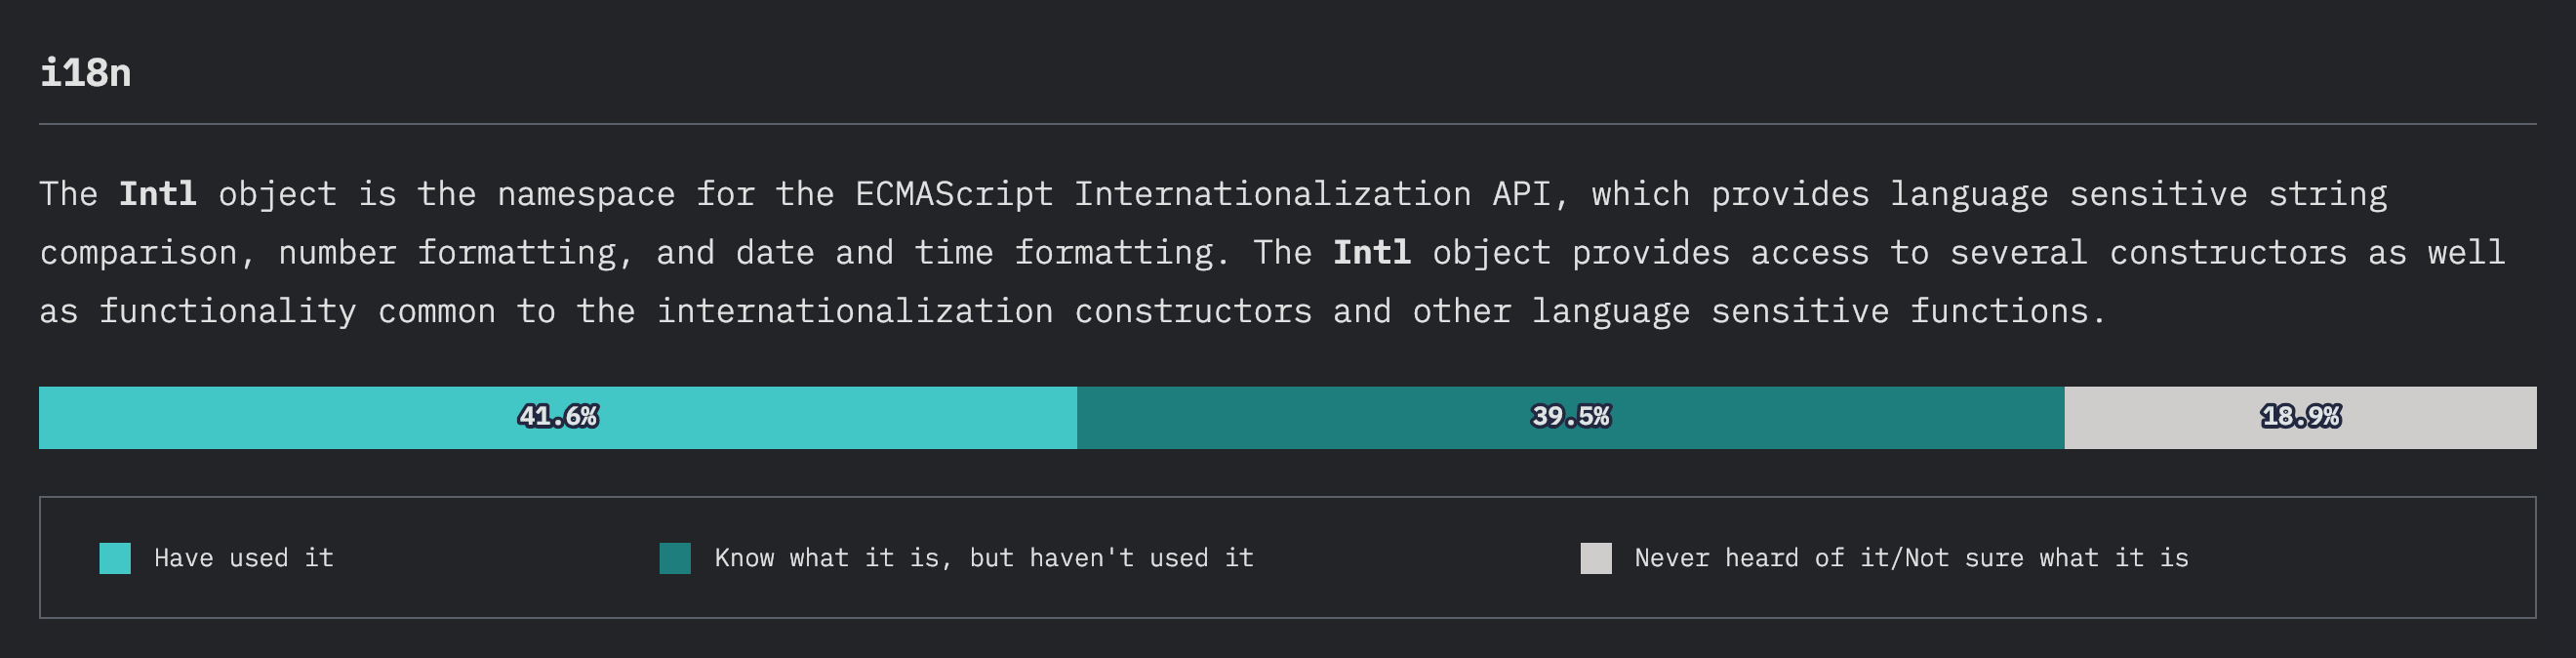 i18n
The Intl object is the namespace for the ECMAScript Internationalization API, which provides language sensitive string
comparison, number formatting, and date and time formatting. The Intl object provides access to several constructors as well
as functionality common to the internationalization constructors and other language sensitive functions.
41.6% 39.5% 18.9%
Have used it Know what it is, but haven't used it Never heard of it/Not sure what it is